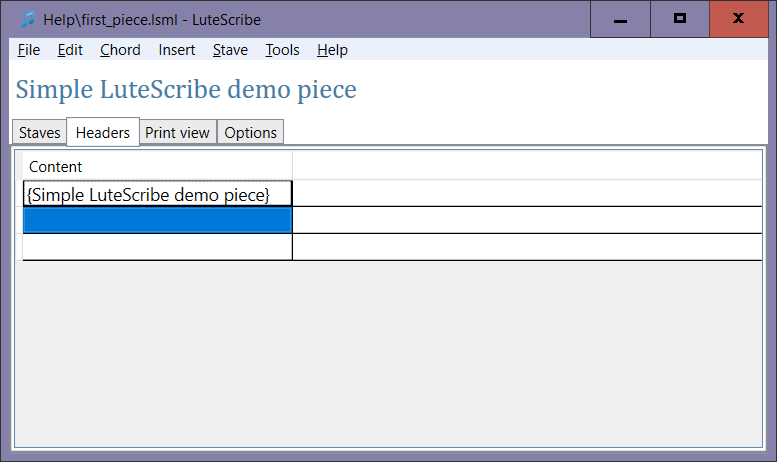 Help\first_piece.lsml - LuteScribe
File Edit Chord Insert Stave Tools Help
Simple LuteScribe demo piece
Staves Headers Print view Options
Content
{Simple LuteScribe demo piece}